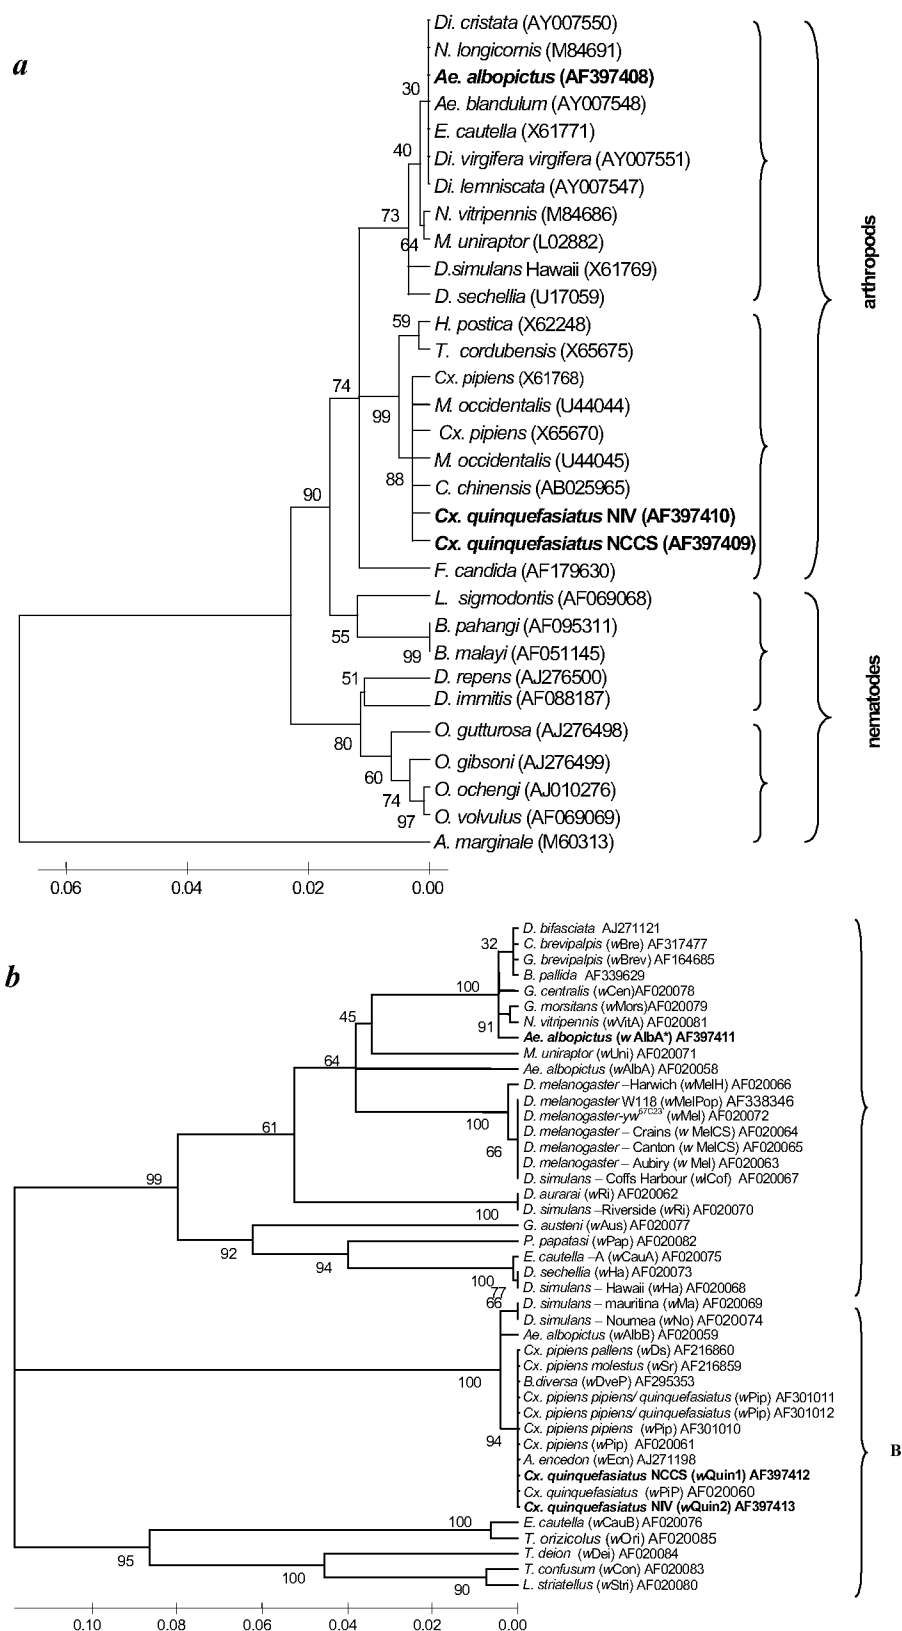 a
Di. cristata (AY007550)
N. longicornis (M84691)
Ae. albopictus (AF397408)
30
Ae. blandulum (AY007548)
E. cautella (X61771)
40
Di. virgifera virgifera (AY007551)
Di. lemniscata (AY007547)
73
N. vitripennis (M84686)
64
M. uniraptor (L02882)
D.simulans Hawaii (X61769)
D. sechellia (U17059)
arthropods
59
H. postica (X62248)
T. cordubensis (X65675)
74
Cx. pipiens (X61768)
99
M. occidentalis (U44044)
Cx. pipiens (X65670)
M. occidentalis (U44045)
88
C. chinensis (AB025965)
90
Cx. quinquefasiatus NIV (AF397410)
Cx. quinquefasiatus NCCS (AF397409)
F. candida (AF179630)
L. sigmodontis (AF069068)
55
B. pahangi (AF095311)
99
B. malayi (AF051145)
51
D. repens (AJ276500)
D. immitis (AF088187)
nematodes
80
O. gutturosa (AJ276498)
60
O. gibsoni (AJ276499)
74
O. ochengi (AJ010276)
97
O. volvulus (AF069069)
A. marginale (M60313)
0.06 0.04 0.02 0.00
b
D. bifasciata AJ271121
32
C. brevipalpis (wBre) AF317477
G. brevipalpis (wBrev) AF164685
B. pallida AF339629
100
G. centralis (wCen)AF020078
G. morsitans (wMors)AF020079
45
91
N. vitripennis (wVitA) AF020081
Ae. albopictus (w AlbA*) AF397411
M. uniraptor (wUni) AF020071
64
Ae. albopictus (wAlbA) AF020058
D. melanogaster –Harwich (wMelH) AF020066
D. melanogaster W118 (wMelPop) AF338346
D. melanogaster-yw67C23 (wMel) AF020072
100
61
D. melanogaster – Crains (w MelCS) AF020064
66
D. melanogaster – Canton (w MelCS) AF020065
D. melanogaster – Aubiry (w Mel) AF020063
99
D. simulans – Coffs Harbour (wlCof) AF020067
D. aurarai (wRi) AF020062
100
D. simulans –Riverside (wRi) AF020070
G. austeni (wAus) AF020077
92
P. papatasi (wPap) AF020082
94
E. cautella –A (wCauA) AF020075
100
D. sechellia (wHa) AF020073
77
D. simulans – Hawaii (wHa) AF020068
66
D. simulans – mauritina (wMa) AF020069
D. simulans – Noumea (wNo) AF020074
Ae. albopictus (wAlbB) AF020059
Cx. pipiens pallens (wDs) AF216860
100
Cx. pipiens molestus (wSr) AF216859
B.diversa (wDveP) AF295353
Cx. pipiens pipiens/ quinquefasiatus (wPip) AF301011
Cx. pipiens pipiens/ quinquefasiatus (wPip) AF301012
Cx. pipiens pipiens (wPip) AF301010
94
Cx. pipiens (wPip) AF020061
B
A. encedon (wEcn) AJ271198
Cx. quinquefasiatus NCCS (wQuin1) AF397412
Cx. quinquefasiatus (wPiP) AF020060
Cx. quinquefasiatus NIV (wQuin2) AF397413
100
E. cautella (wCauB) AF020076
T. orizicolus (wOri) AF020085
95
T. deion (wDei) AF020084
100
T. confusum (wCon) AF020083
90
L. striatellus (wStri) AF020080
0.10 0.08 0.06 0.04 0.02 0.00